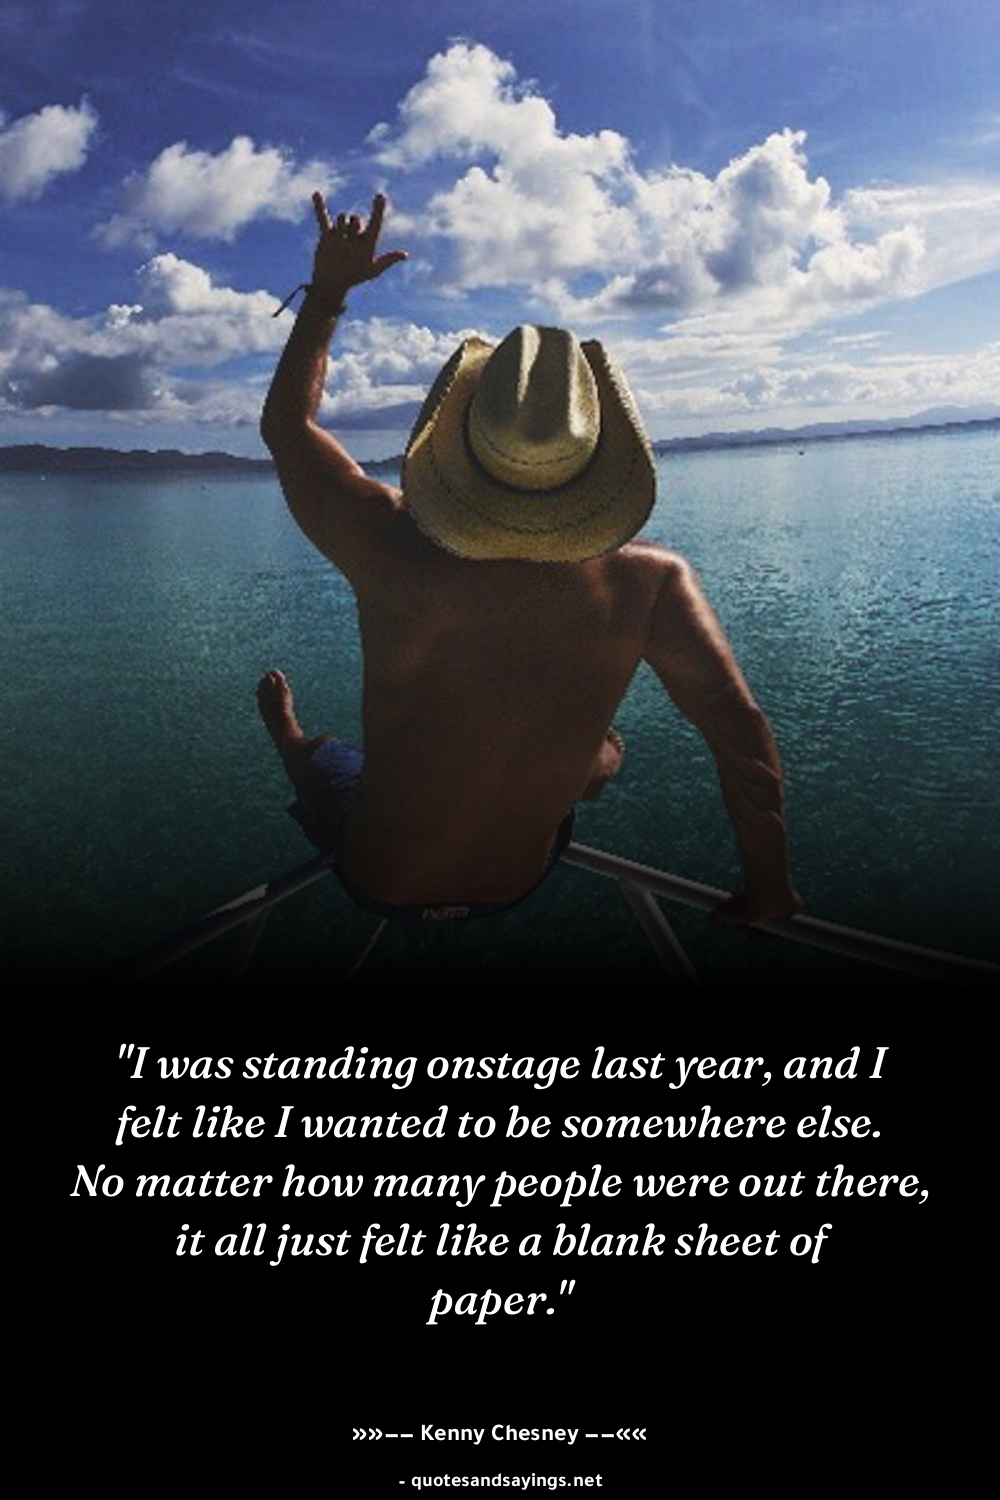 "I was standing onstage last year, and I
felt like I wanted to be somewhere else.
No matter how many people were out there,
it all just felt like a blank sheet of
paper."
»»–– Kenny Chesney ––««
- quotesandsayings.net